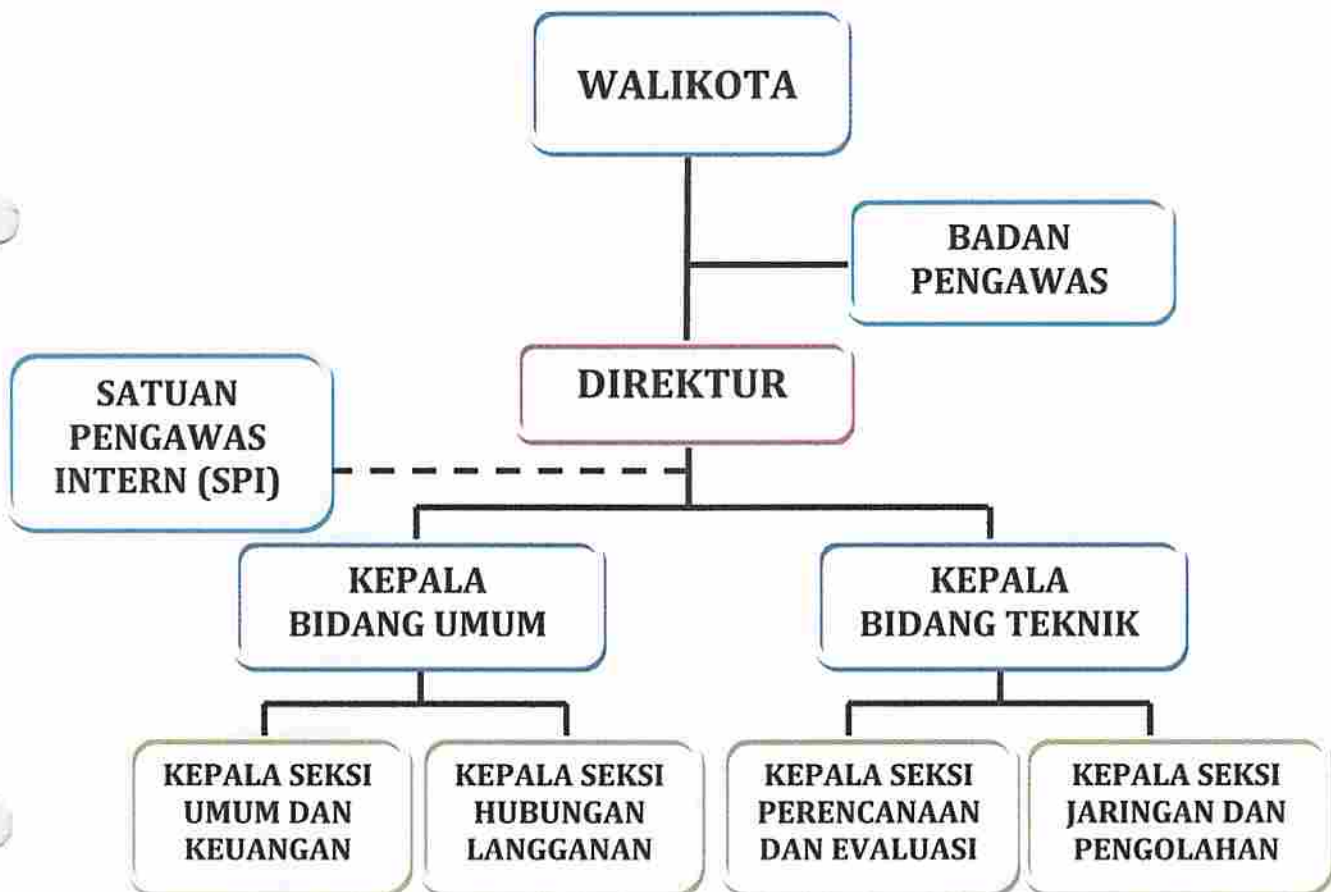 WALIKOTA
BADAN
PENGAWAS
DIREKTUR
SATUAN
PENGAWAS
INTERN (SPI)
KEPALA
BIDANG UMUM
KEPALA
BIDANG TEKNIK
KEPALA SEKSI
UMUM DAN
KEUANGAN
KEPALA SEKSI
HUBUNGAN
LANGGANAN
KEPALA SEKSI
PERENCANAAN
DAN EVALUASI
KEPALA SEKSI
JARINGAN DAN
PENGOLAHAN